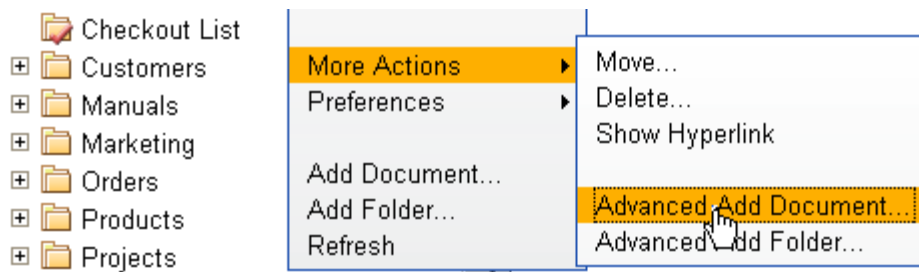 Checkout List
Customers
Manuals
Marketing
Orders
Products
Projects
More Actions
Preferences
Add Document...
Add Folder...
Refresh
Move...
Delete...
Show Hyperlink
Advanced Add Document...
Advanced Add Folder...